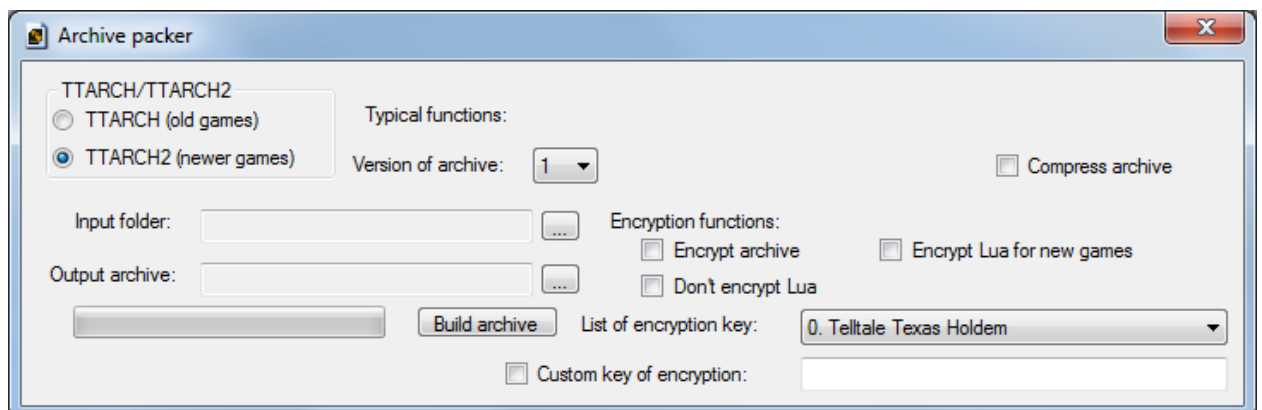 Archive packer
x
TTARCH/TTARCH2
TTARCH (old games)
TTARCH2 (newer games)
Typical functions:
Version of archive: 1
Compress archive
Input folder: ...
Output archive: ...
Encryption functions:
Encrypt archive
Encrypt Lua for new games
Don't encrypt Lua
Build archive
List of encryption key: 0. Telltale Texas Holdem
Custom key of encryption: